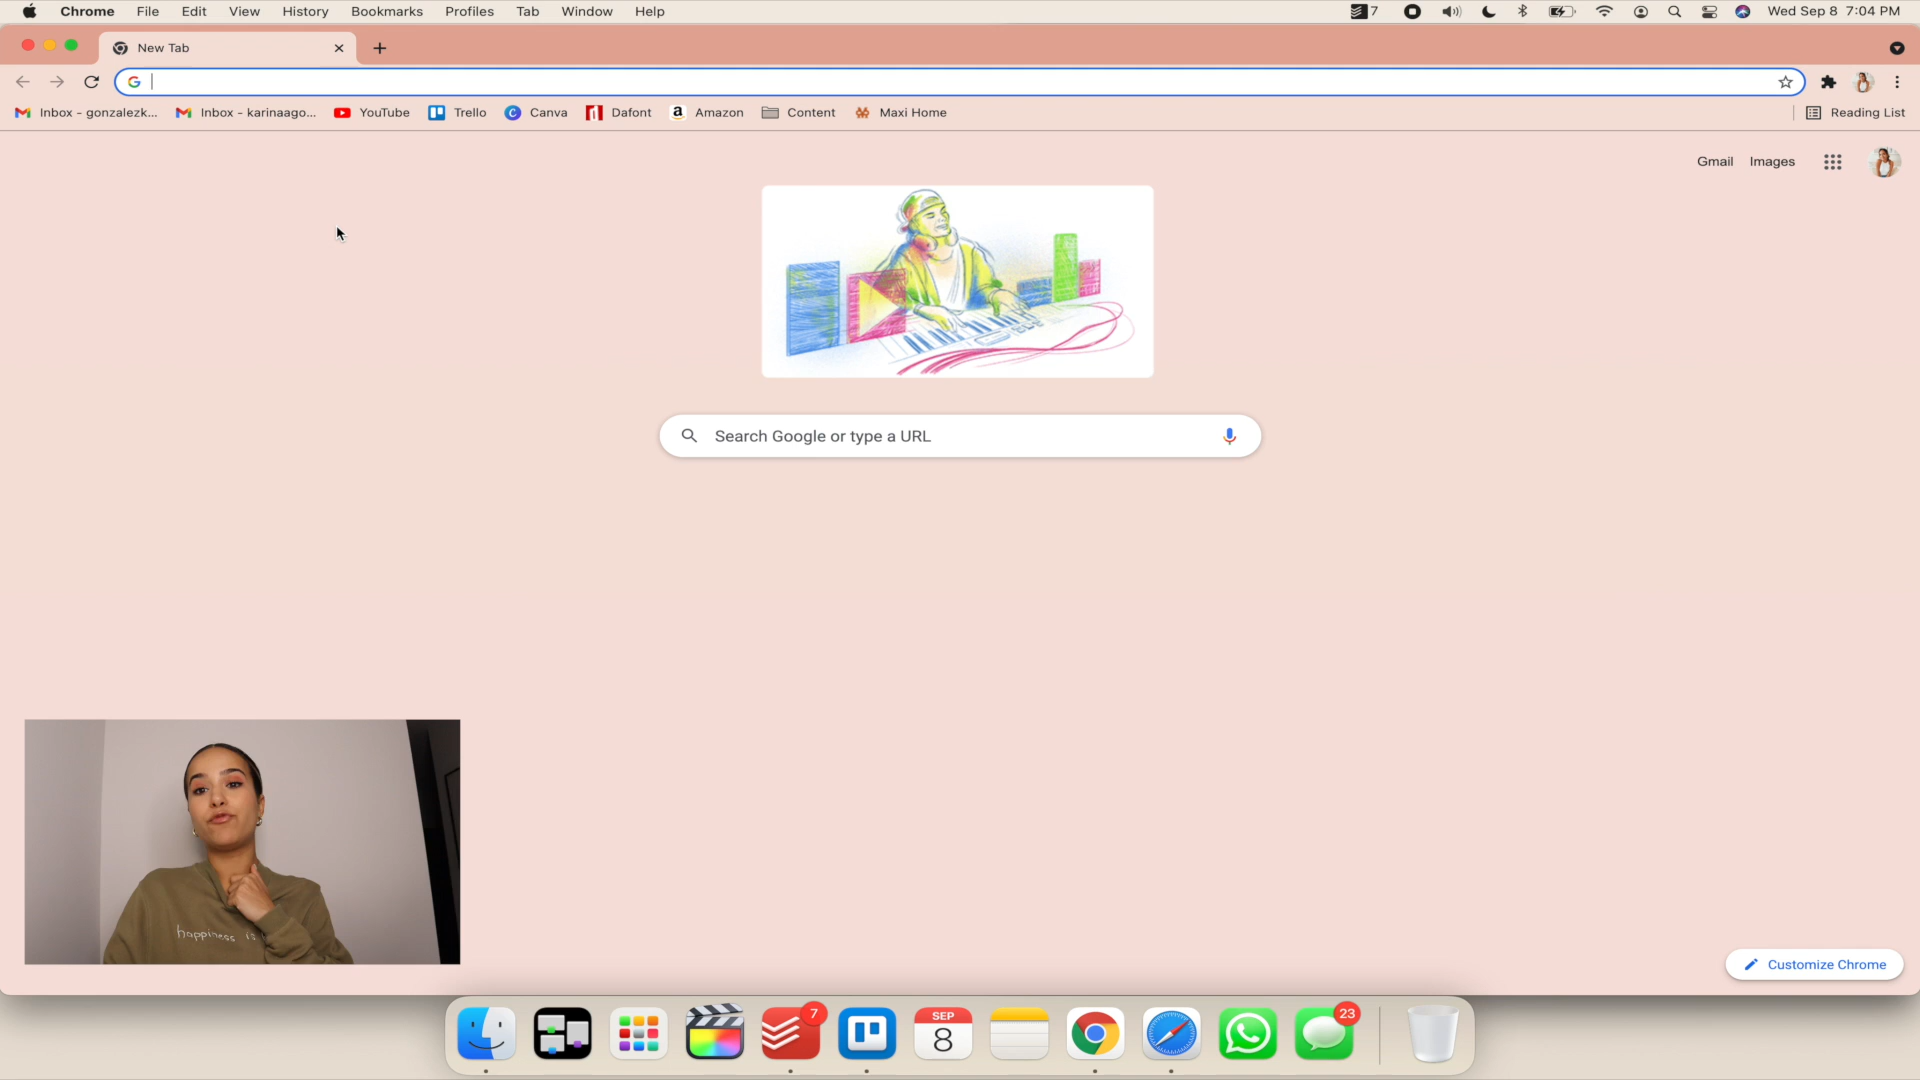 Chrome File Edit View History Bookmarks Profiles Tab Window Help 7 Wed Sep 8 7:04 PM
New Tab
Inbox - gonzalezk... Inbox - karinaago... YouTube Trello Canva Dafont Amazon Content Maxi Home Reading List
Gmail Images
Search Google or type a URL
happiness is
Customize Chrome
7 SEP 23
8